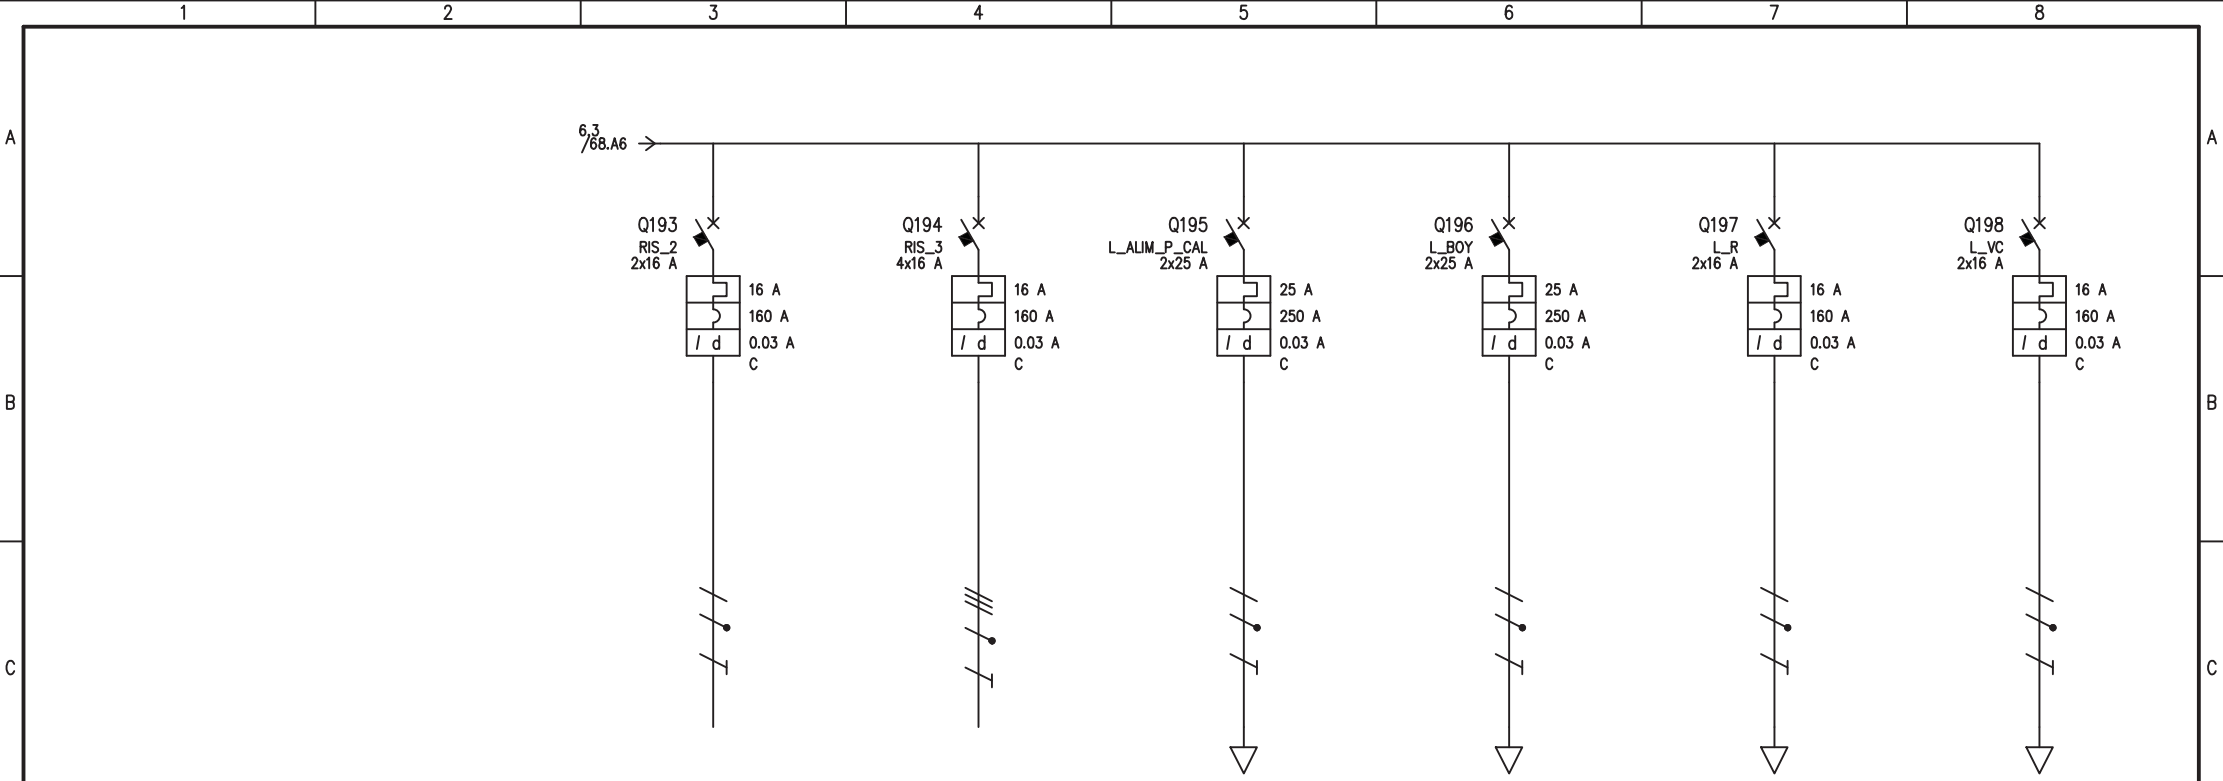 1 2 3 4 5 6 7 8
A A
6,3
/68.A6
Q193 Q194 Q195 Q196 Q197 Q198
RIS_2 RIS_3 L_ALIM_P_CAL L_BOY L_R L_VC
2x16 A 4x16 A 2x25 A 2x25 A 2x16 A 2x16 A
16 A 16 A 25 A 25 A 16 A 16 A
160 A 160 A 250 A 250 A 160 A 160 A
I d 0.03 A I d 0.03 A I d 0.03 A I d 0.03 A I d 0.03 A I d 0.03 A
C C C C C C
B B
C C